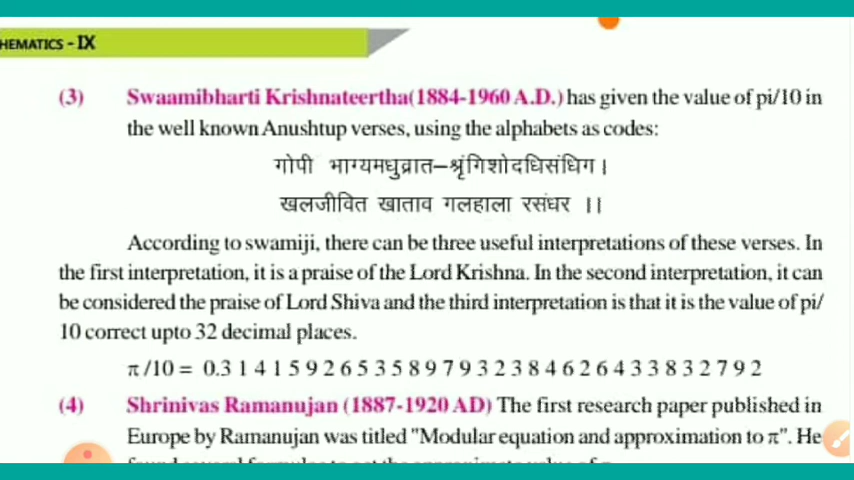 HEMATICS - IX
(3) Swaamibharti Krishnateertha(1884-1960 A.D.) has given the value of pi/10 in
the well known Anushtup verses, using the alphabets as codes:
गोपी भाग्यमधुव्रात–श्रृंगिशोदधिसंधिग।
खलजीवित खाताव गलहाला रसंधर ।।
According to swamiji, there can be three useful interpretations of these verses. In
the first interpretation, it is a praise of the Lord Krishna. In the second interpretation, it can
be considered the praise of Lord Shiva and the third interpretation is that it is the value of pi/
10 correct upto 32 decimal places.
π/10 = 0.3 1 4 1 5 9 2 6 5 3 5 8 9 7 9 3 2 3 8 4 6 2 6 4 3 3 8 3 2 7 9 2
(4) Shrinivas Ramanujan (1887-1920 AD) The first research paper published in
Europe by Ramanujan was titled "Modular equation and approximation to π". He